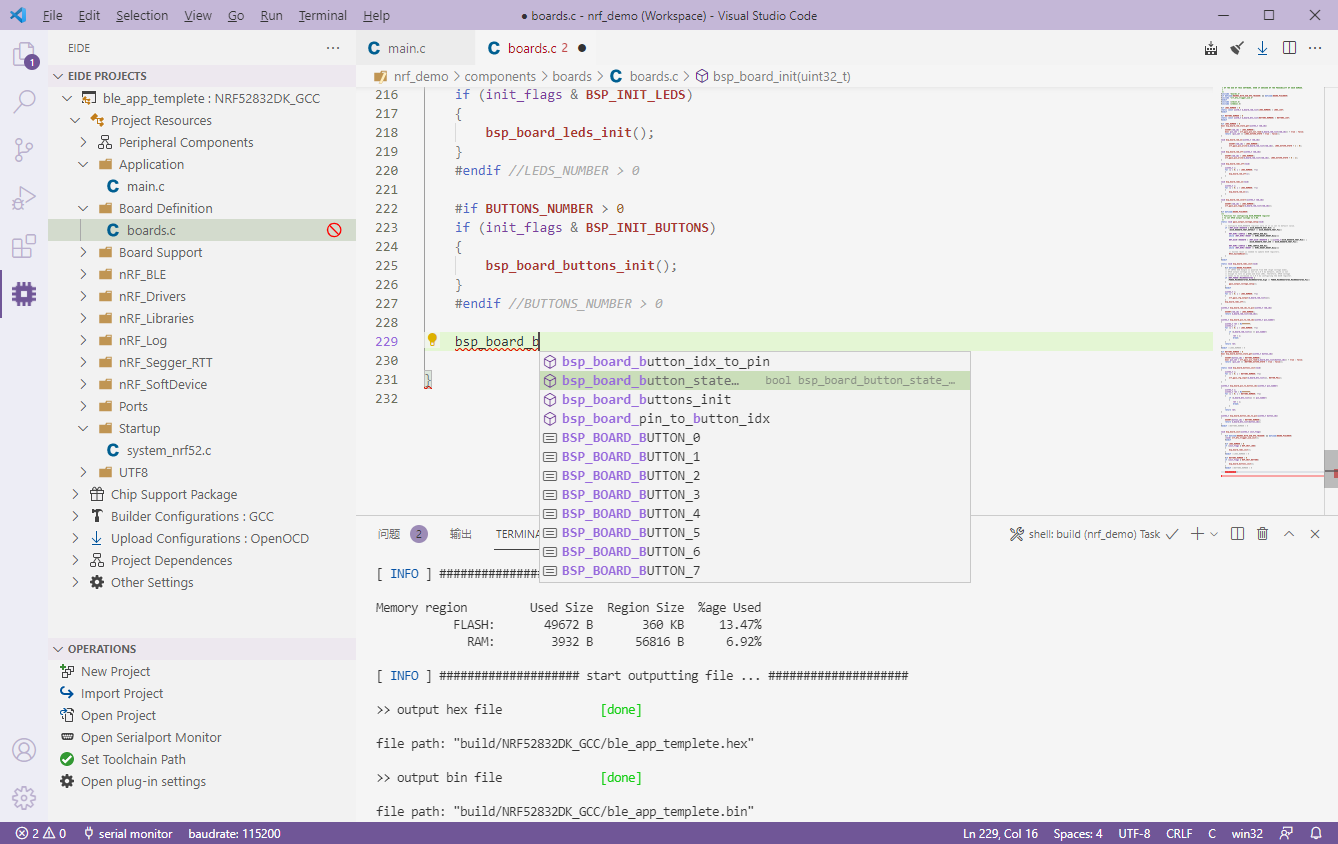 File Edit Selection View Go Run Terminal Help
● boards.c - nrf_demo (Workspace) - Visual Studio Code
1
EIDE ...
EIDE PROJECTS
ble_app_templete : NRF52832DK_GCC
Project Resources
Peripheral Components
Application
C main.c
Board Definition
C boards.c
Board Support
nRF_BLE
nRF_Drivers
nRF_Libraries
nRF_Log
nRF_Segger_RTT
nRF_SoftDevice
Ports
Startup
C system_nrf52.c
UTF8
Chip Support Package
Builder Configurations : GCC
Upload Configurations : OpenOCD
Project Dependences
Other Settings
OPERATIONS
New Project
Import Project
Open Project
Open Serialport Monitor
Set Toolchain Path
Open plug-in settings
C main.c
C boards.c 2 ●
nrf_demo > components > boards > C boards.c > bsp_board_init(uint32_t)
216 if (init_flags & BSP_INIT_LEDS)
217 {
218 bsp_board_leds_init();
219 }
220 #endif //LEDS_NUMBER > 0
221
222 #if BUTTONS_NUMBER > 0
223 if (init_flags & BSP_INIT_BUTTONS)
224 {
225 bsp_board_buttons_init();
226 }
227 #endif //BUTTONS_NUMBER > 0
228
229 bsp_board_b
230
231 }
232
bsp_board_button_idx_to_pin
bsp_board_button_state… bool bsp_board_button_state_…
bsp_board_buttons_init
bsp_board_pin_to_button_idx
BSP_BOARD_BUTTON_0
BSP_BOARD_BUTTON_1
BSP_BOARD_BUTTON_2
BSP_BOARD_BUTTON_3
BSP_BOARD_BUTTON_4
BSP_BOARD_BUTTON_5
BSP_BOARD_BUTTON_6
BSP_BOARD_BUTTON_7
问题 2 输出 TERMINA
shell: build (nrf_demo) Task
[ INFO ] ###############
Memory region Used Size Region Size %age Used
FLASH: 49672 B 360 KB 13.47%
RAM: 3932 B 56816 B 6.92%
[ INFO ] #################### start outputting file ... ####################
>> output hex file [done]
file path: "build/NRF52832DK_GCC/ble_app_templete.hex"
>> output bin file [done]
file path: "build/NRF52832DK_GCC/ble_app_templete.bin"
2 0 serial monitor baudrate: 115200
Ln 229, Col 16 Spaces: 4 UTF-8 CRLF C win32